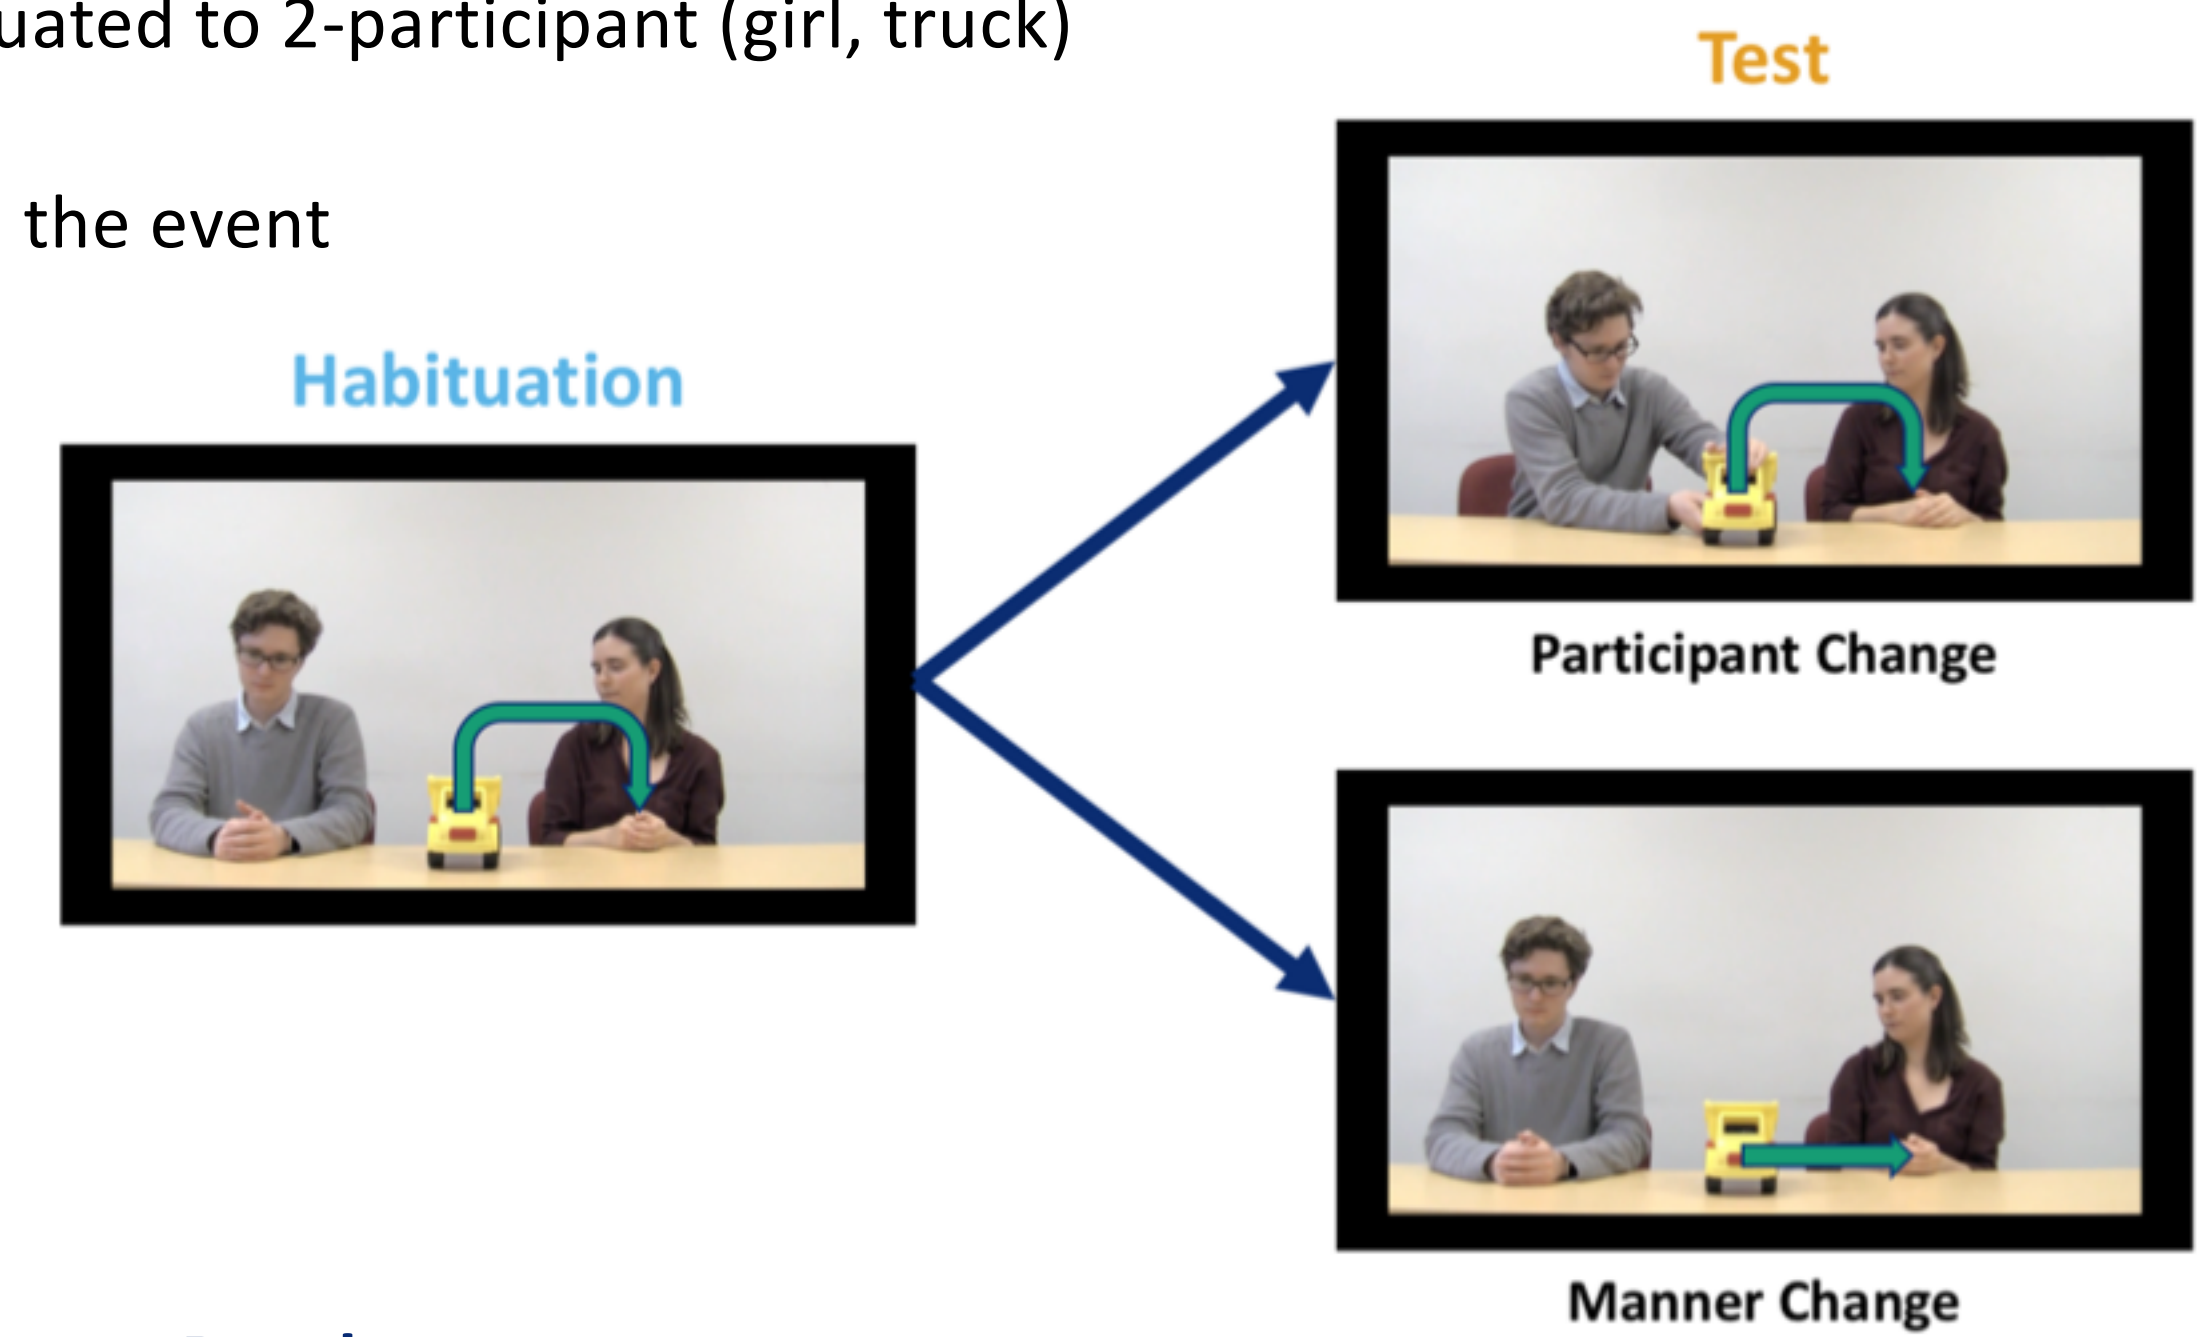 uated to 2-participant (girl, truck)
the event
Habituation
Test
Participant Change
Manner Change